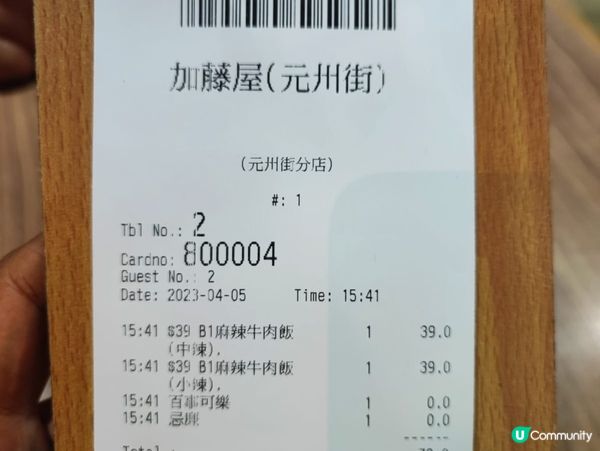 加藤屋(元州街)
(元州街分店)
#: 1
Tbl No.: 2
Cardno: 800004
Guest No.: 2
Date: 2023-04-05 Time: 15:41
15:41 $39 B1麻辣牛肉飯 1 39.0
(中辣),
15:41 $39 B1麻辣牛肉飯 1 39.0
(小辣),
15:41 百事可樂 1 0.0
15:41 忌廉 1 0.0
------
Total :
U Community